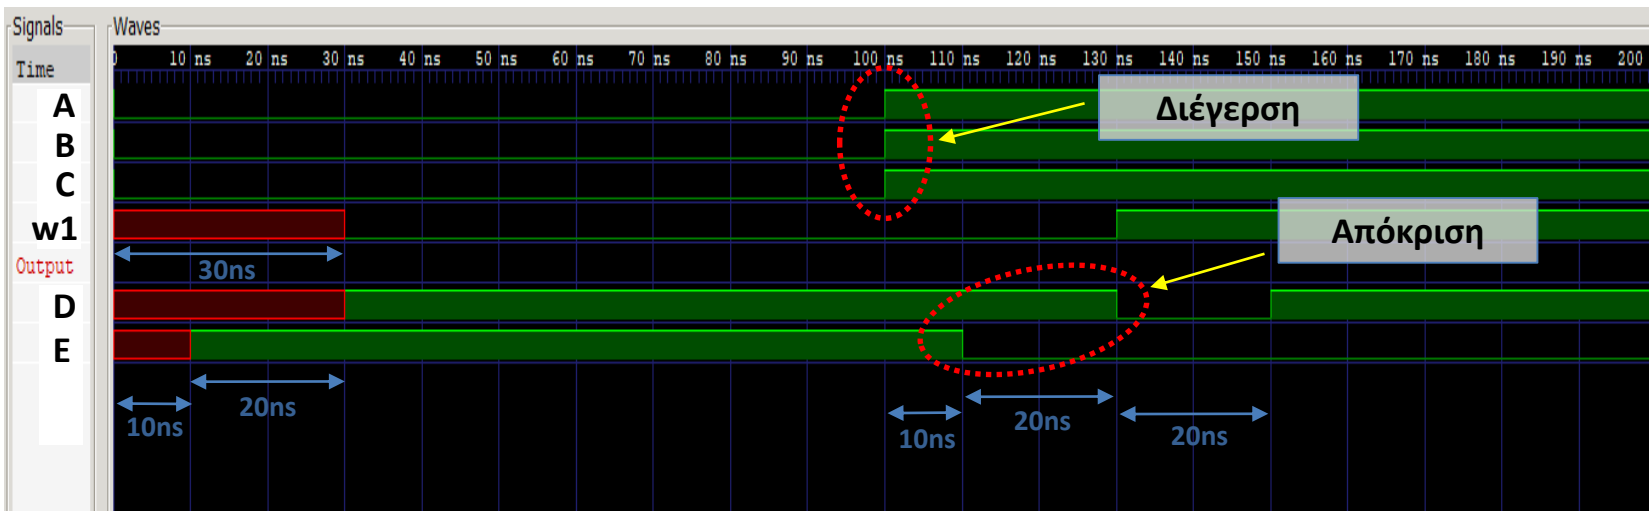 Signals
Waves
Time
0 10 ns 20 ns 30 ns 40 ns 50 ns 60 ns 70 ns 80 ns 90 ns 100 ns 110 ns 120 ns 130 ns 140 ns 150 ns 160 ns 170 ns 180 ns 190 ns 200
A
Διέγερση
B
C
w1
Απόκριση
Output
30ns
D
E
20ns
10ns
20ns
10ns
20ns